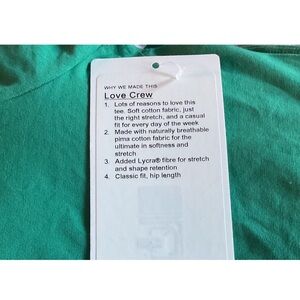 WHY WE MADE THIS
Love Crew
1. Lots of reasons to love this
tee. Soft cotton fabric, just
the right stretch, and a casual
fit for every day of the week
2. Made with naturally breathable
pima cotton fabric for the
ultimate in softness and
stretch
3. Added Lycra® fibre for stretch
and shape retention
4. Classic fit, hip length